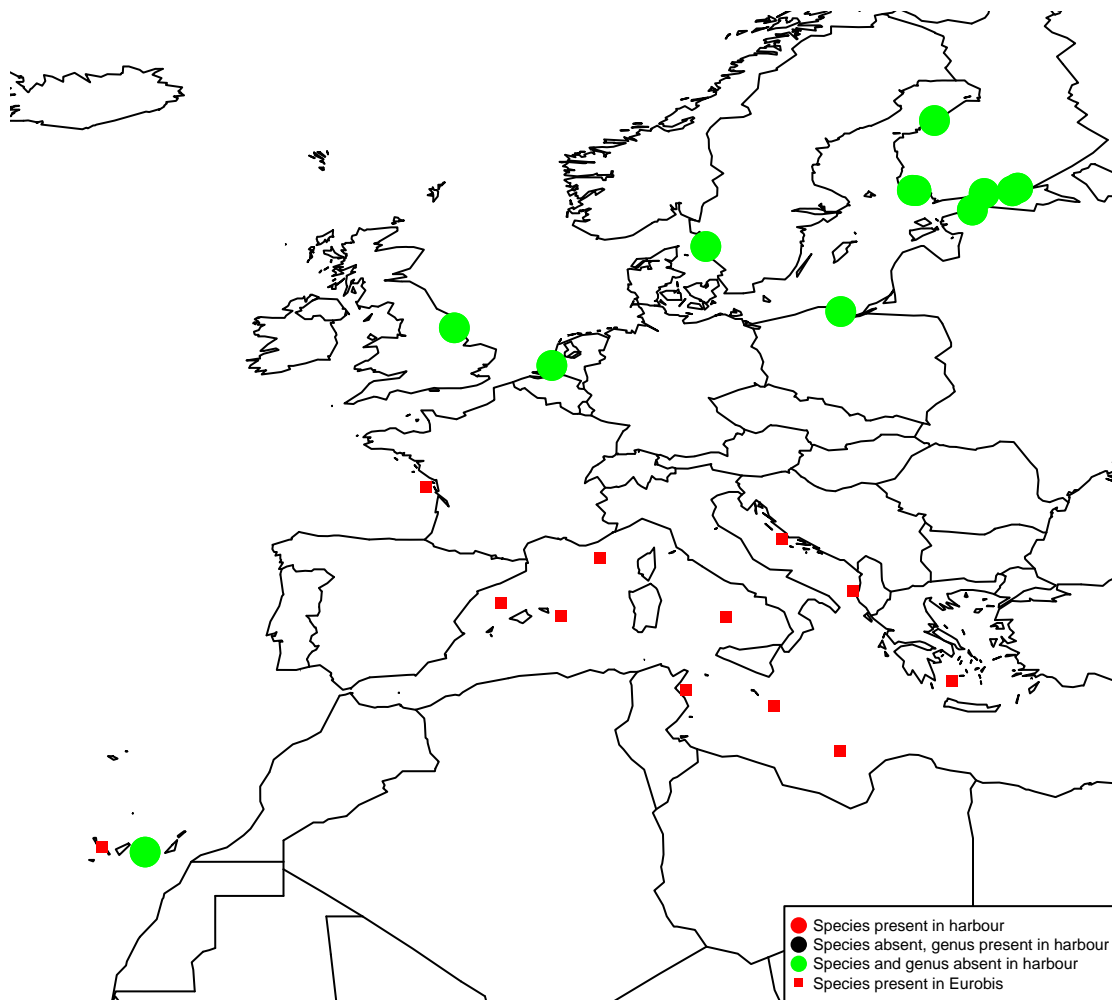 Species present in harbour
Species absent, genus present in harbour
Species and genus absent in harbour
Species present in Eurobis